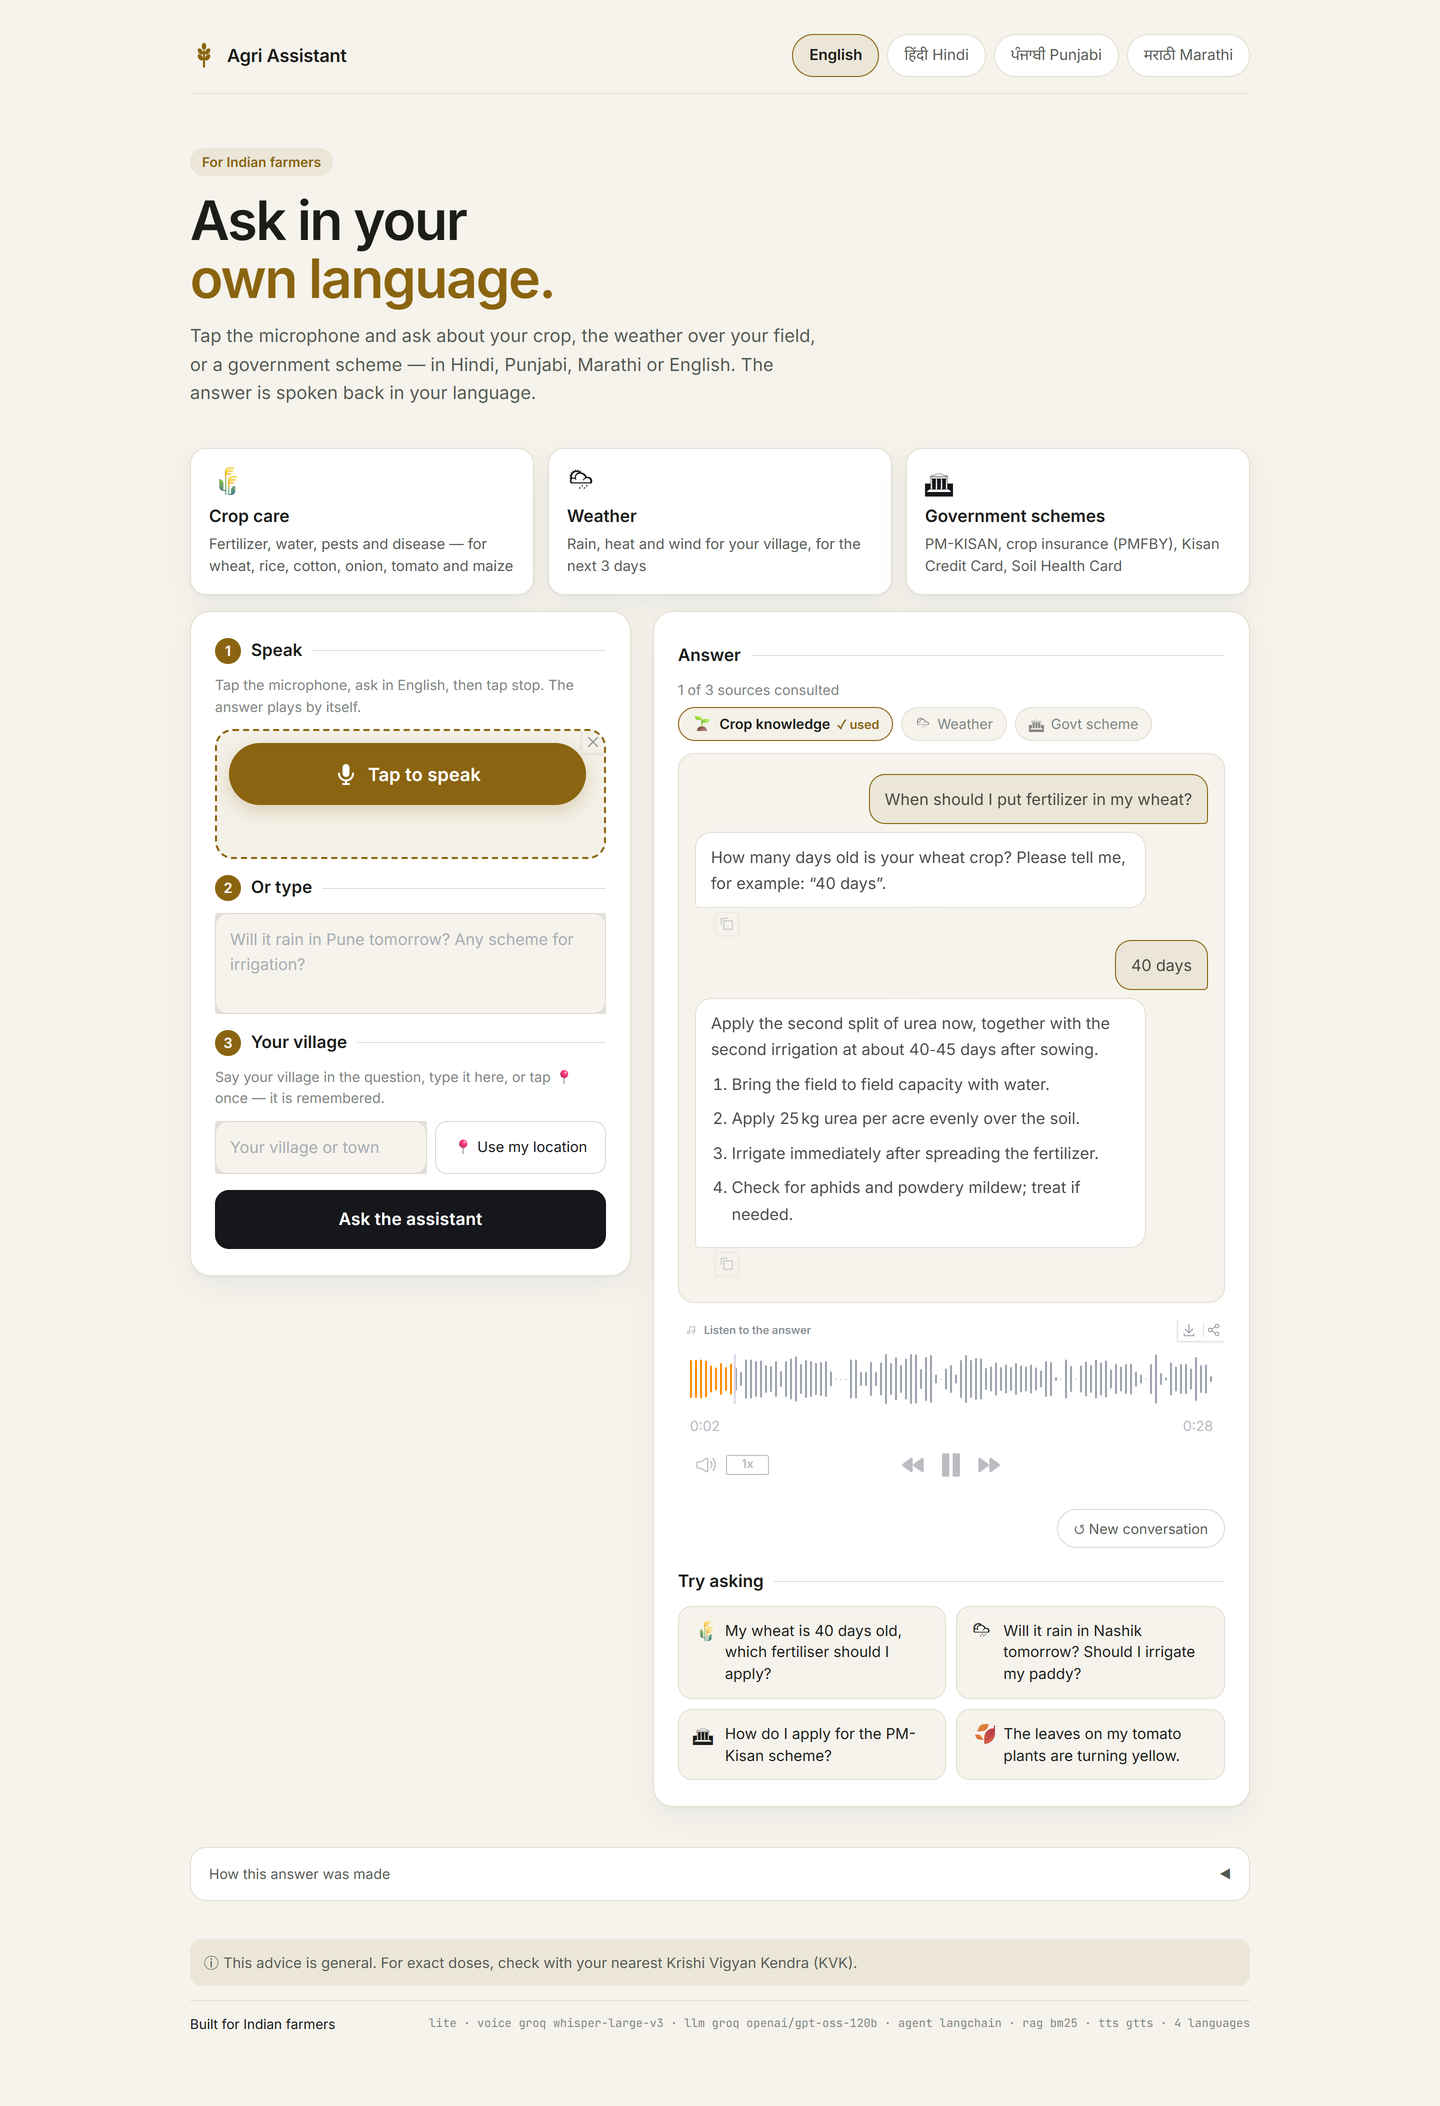 Agri Assistant
English
हिंदी Hindi
ਪੰਜਾਬੀ Punjabi
मराठी Marathi
For Indian farmers
Ask in your
own language.
Tap the microphone and ask about your crop, the weather over your field,
or a government scheme — in Hindi, Punjabi, Marathi or English. The
answer is spoken back in your language.
Crop care
Fertilizer, water, pests and disease — for
wheat, rice, cotton, onion, tomato and maize
Weather
Rain, heat and wind for your village, for the
next 3 days
Government schemes
PM-KISAN, crop insurance (PMFBY), Kisan
Credit Card, Soil Health Card
1 Speak
Tap the microphone, ask in English, then tap stop. The
answer plays by itself.
Tap to speak
2 Or type
Will it rain in Pune tomorrow? Any scheme for
irrigation?
3 Your village
Say your village in the question, type it here, or tap 📍
once — it is remembered.
Your village or town
📍 Use my location
Ask the assistant
Answer
1 of 3 sources consulted
Crop knowledge ✓ used
Weather
Govt scheme
When should I put fertilizer in my wheat?
How many days old is your wheat crop? Please tell me,
for example: “40 days”.
40 days
Apply the second split of urea now, together with the
second irrigation at about 40-45 days after sowing.
1. Bring the field to field capacity with water.
2. Apply 25 kg urea per acre evenly over the soil.
3. Irrigate immediately after spreading the fertilizer.
4. Check for aphids and powdery mildew; treat if
needed.
Listen to the answer
0:02
0:28
1x
↺ New conversation
Try asking
My wheat is 40 days old,
which fertiliser should I
apply?
Will it rain in Nashik
tomorrow? Should I irrigate
my paddy?
How do I apply for the PM-
Kisan scheme?
The leaves on my tomato
plants are turning yellow.
How this answer was made
ⓘ This advice is general. For exact doses, check with your nearest Krishi Vigyan Kendra (KVK).
Built for Indian farmers
lite · voice groq whisper-large-v3 · llm groq openai/gpt-oss-120b · agent langchain · rag bm25 · tts gtts · 4 languages